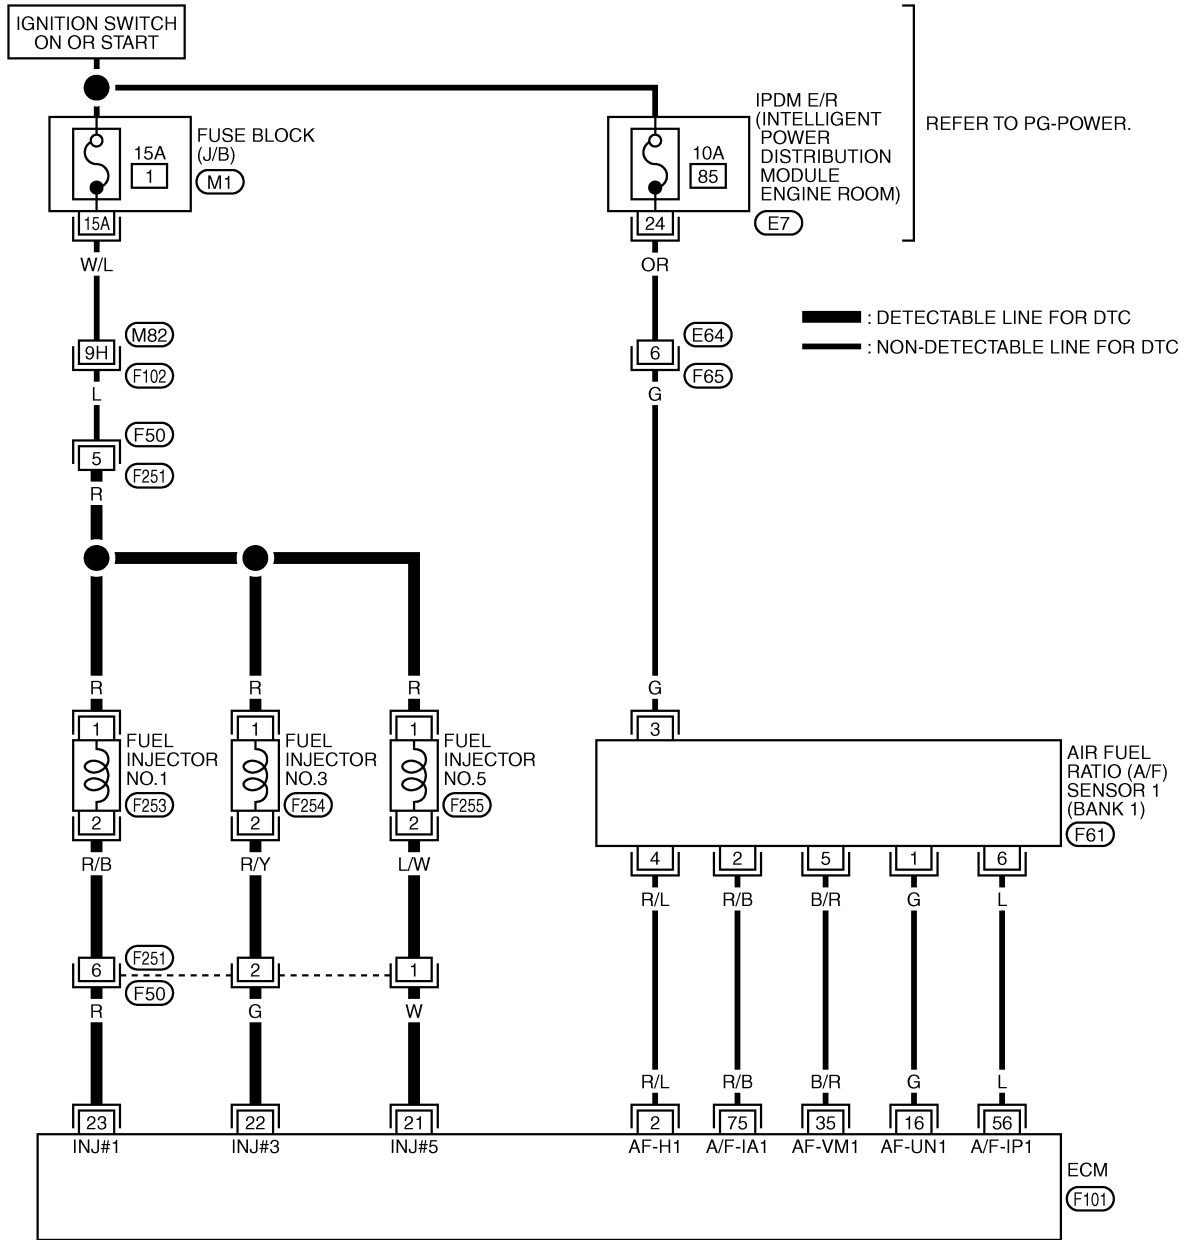 IGNITION SWITCH
ON OR START
FUSE BLOCK
(J/B)
M1
15A
1
15A
IPDM E/R
(INTELLIGENT
POWER
DISTRIBUTION
MODULE
ENGINE ROOM)
E7
10A
85
24
REFER TO PG-POWER.
W/L
OR
: DETECTABLE LINE FOR DTC
: NON-DETECTABLE LINE FOR DTC
M82
9H
F102
E64
6
F65
L
G
F50
5
F251
R
R
R
R
G
1
1
1
3
FUEL
INJECTOR
NO.1
F253
FUEL
INJECTOR
NO.3
F254
FUEL
INJECTOR
NO.5
F255
AIR FUEL
RATIO (A/F)
SENSOR 1
(BANK 1)
F61
2
2
2
4
2
5
1
6
R/B
R/Y
L/W
R/L
R/B
B/R
G
L
F251
6
2
1
F50
R
G
W
R/L
R/B
B/R
G
L
23
22
21
2
75
35
16
56
INJ#1
INJ#3
INJ#5
AF-H1
A/F-IA1
AF-VM1
AF-UN1
A/F-IP1
ECM
F101